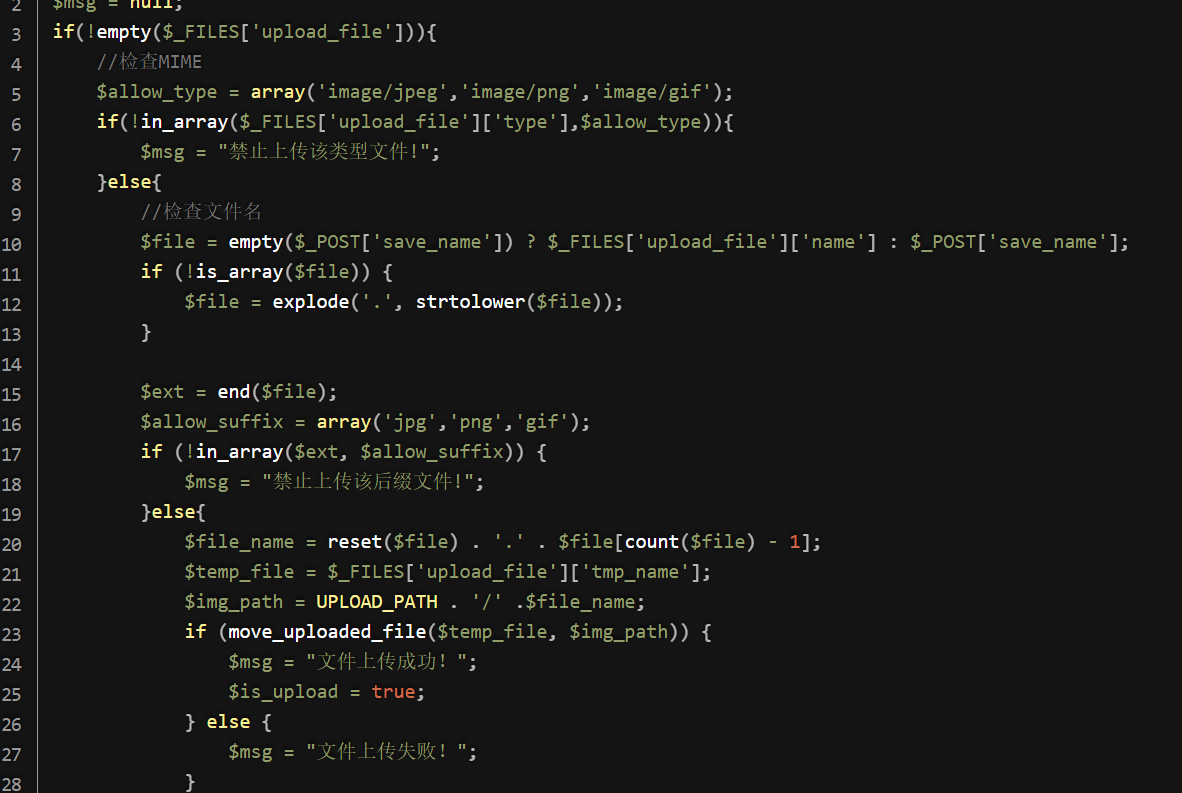 2 $msg = null;
3 if(!empty($_FILES['upload_file'])){
4     //检查MIME
5     $allow_type = array('image/jpeg','image/png','image/gif');
6     if(!in_array($_FILES['upload_file']['type'],$allow_type)){
7         $msg = "禁止上传该类型文件!";
8     }else{
9         //检查文件名
10         $file = empty($_POST['save_name']) ? $_FILES['upload_file']['name'] : $_POST['save_name'];
11         if (!is_array($file)) {
12             $file = explode('.', strtolower($file));
13         }
14
15         $ext = end($file);
16         $allow_suffix = array('jpg','png','gif');
17         if (!in_array($ext, $allow_suffix)) {
18             $msg = "禁止上传该后缀文件!";
19         }else{
20             $file_name = reset($file) . '.' . $file[count($file) - 1];
21             $temp_file = $_FILES['upload_file']['tmp_name'];
22             $img_path = UPLOAD_PATH . '/' .$file_name;
23             if (move_uploaded_file($temp_file, $img_path)) {
24                 $msg = "文件上传成功！";
25                 $is_upload = true;
26             } else {
27                 $msg = "文件上传失败！";
28             }